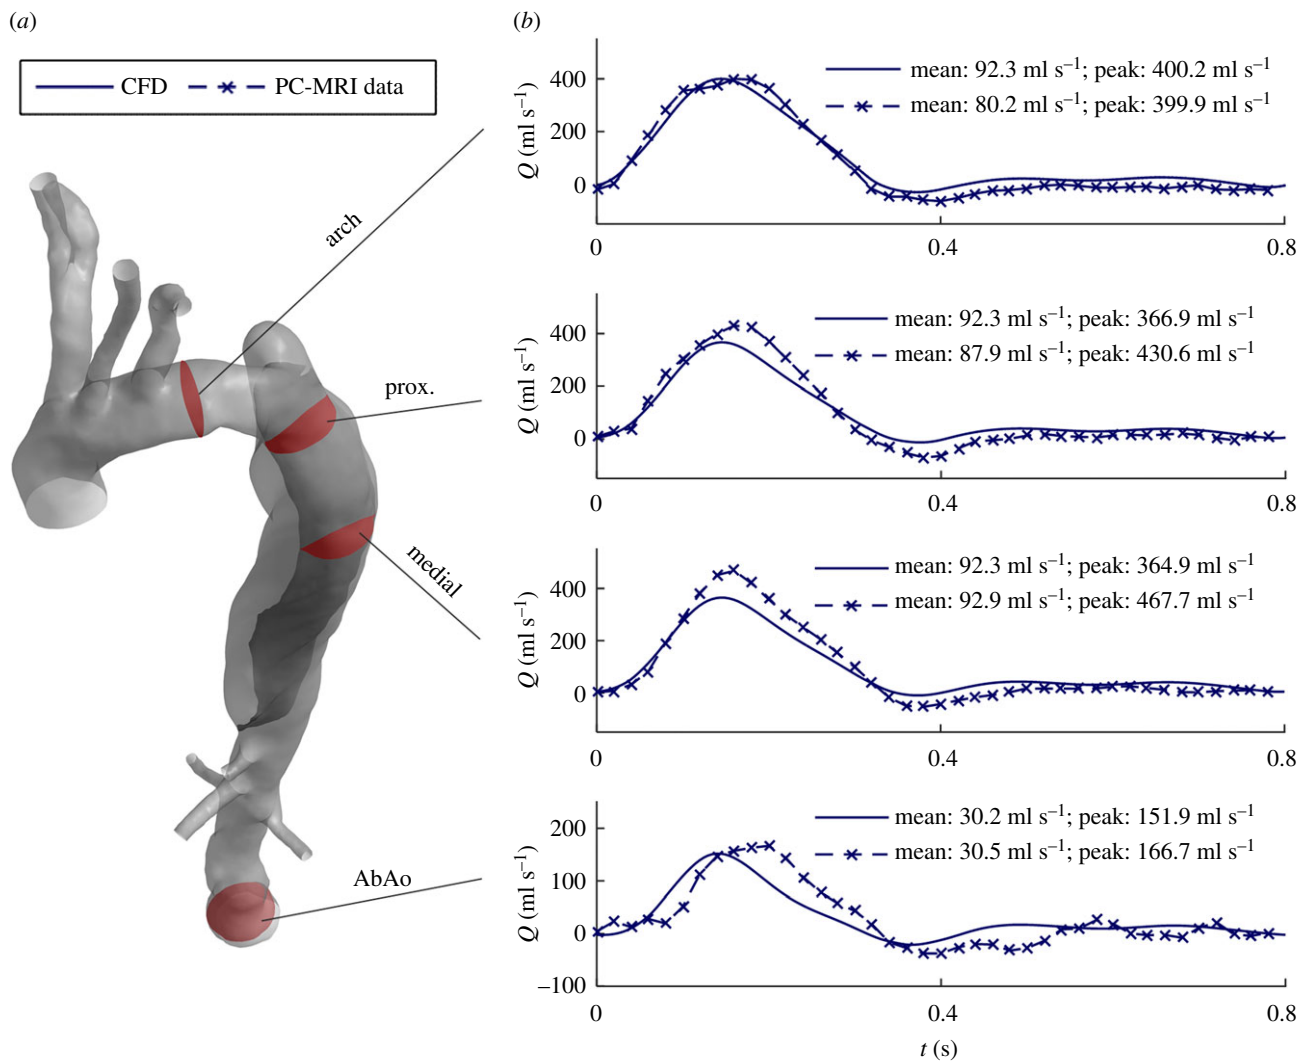 (a)
CFD
PC-MRI data
arch
prox.
medial
AbAo
(b)
400
200
0
Q (ml s⁻¹)
mean: 92.3 ml s⁻¹; peak: 400.2 ml s⁻¹
mean: 80.2 ml s⁻¹; peak: 399.9 ml s⁻¹
0
0.4
0.8
400
200
0
Q (ml s⁻¹)
mean: 92.3 ml s⁻¹; peak: 366.9 ml s⁻¹
mean: 87.9 ml s⁻¹; peak: 430.6 ml s⁻¹
0
0.4
0.8
400
200
0
Q (ml s⁻¹)
mean: 92.3 ml s⁻¹; peak: 364.9 ml s⁻¹
mean: 92.9 ml s⁻¹; peak: 467.7 ml s⁻¹
0
0.4
0.8
200
100
0
–100
Q (ml s⁻¹)
mean: 30.2 ml s⁻¹; peak: 151.9 ml s⁻¹
mean: 30.5 ml s⁻¹; peak: 166.7 ml s⁻¹
0
0.4
0.8
t (s)